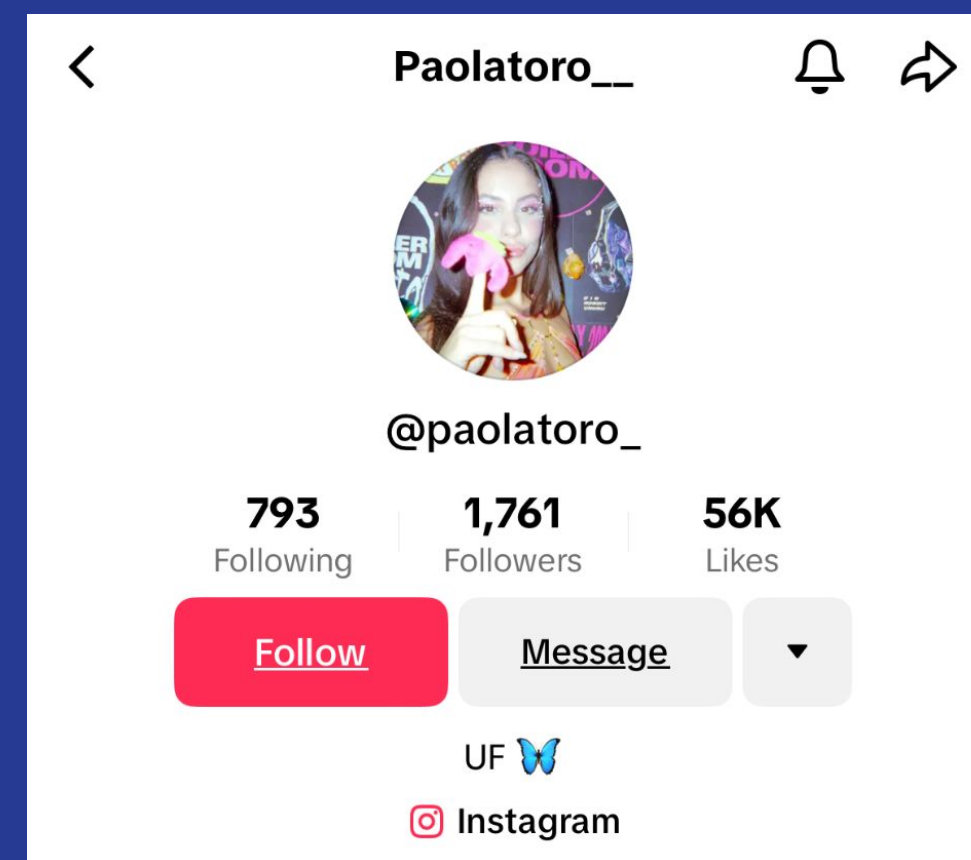 Paolatoro__
@paolatoro_
793 1,761 56K
Following Followers Likes
Follow Message
UF
Instagram